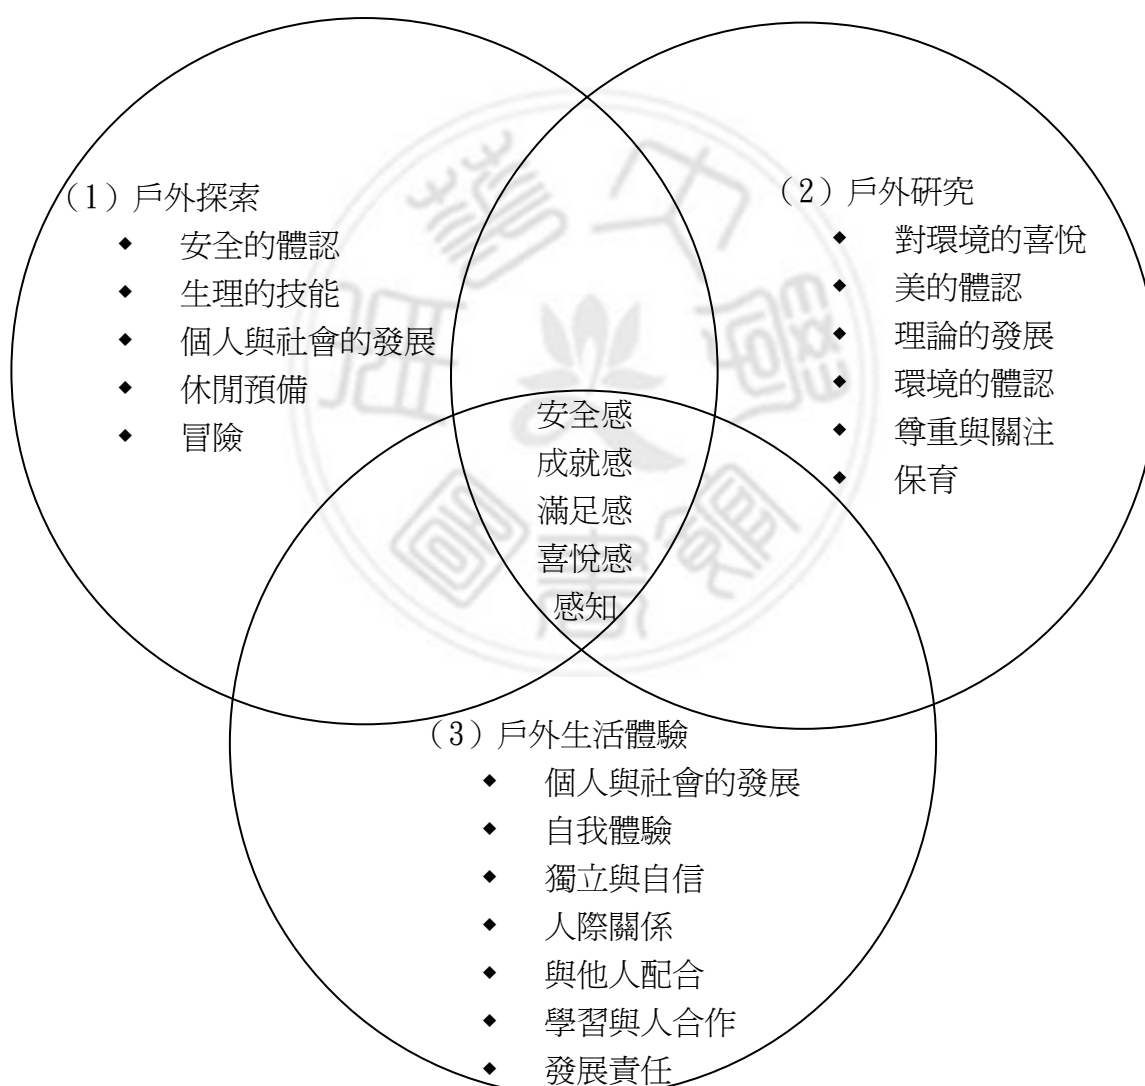 （1）戶外探索
◆ 安全的體認
◆ 生理的技能
◆ 個人與社會的發展
◆ 休閒預備
◆ 冒險
（2）戶外研究
◆ 對環境的喜悅
◆ 美的體認
◆ 理論的發展
◆ 環境的體認
◆ 尊重與關注
◆ 保育
安全感
成就感
滿足感
喜悅感
感知
（3）戶外生活體驗
◆ 個人與社會的發展
◆ 自我體驗
◆ 獨立與自信
◆ 人際關係
◆ 與他人配合
◆ 學習與人合作
◆ 發展責任